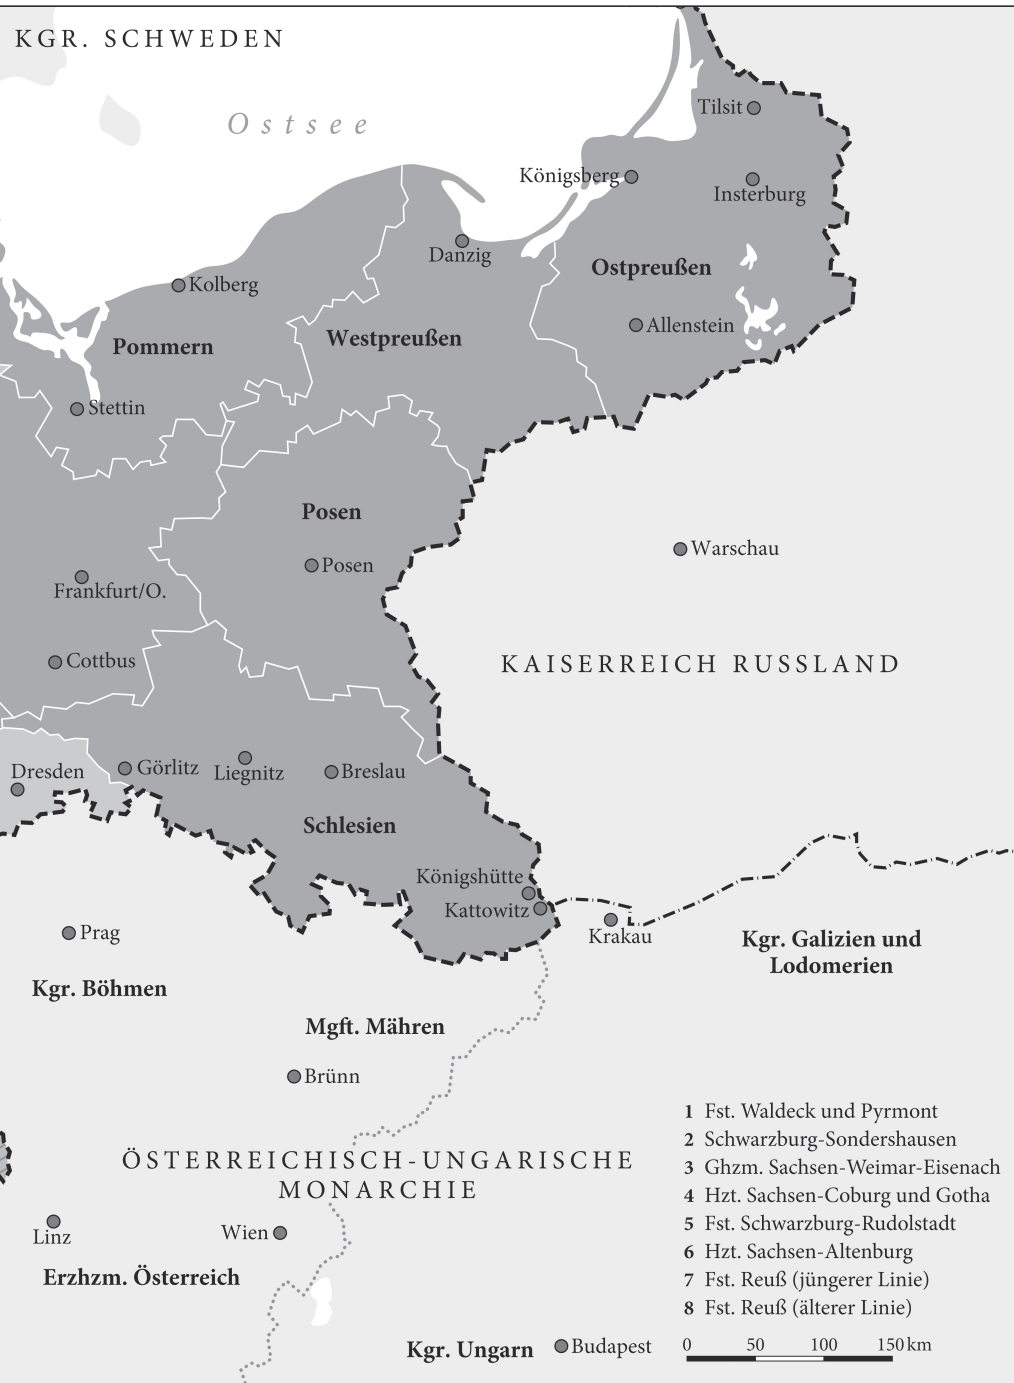 KGR. SCHWEDEN
Ostsee
Tilsit
Königsberg
Insterburg
Danzig
Ostpreußen
Kolberg
Allenstein
Westpreußen
Pommern
Stettin
Posen
Warschau
Posen
Frankfurt/O.
Cottbus
KAISERREICH RUSSLAND
Dresden
Görlitz
Liegnitz
Breslau
Schlesien
Königshütte
Kattowitz
Krakau
Prag
Kgr. Galizien und
Lodomerien
Kgr. Böhmen
Mgft. Mähren
Brünn
ÖSTERREICHISCH-UNGARISCHE
MONARCHIE
Linz
Wien
Erzhzm. Österreich
Kgr. Ungarn
Budapest
1 Fst. Waldeck und Pyrmont
2 Schwarzburg-Sondershausen
3 Ghzm. Sachsen-Weimar-Eisenach
4 Hzt. Sachsen-Coburg und Gotha
5 Fst. Schwarzburg-Rudolstadt
6 Hzt. Sachsen-Altenburg
7 Fst. Reuß (jüngerer Linie)
8 Fst. Reuß (älterer Linie)
0 50 100 150 km